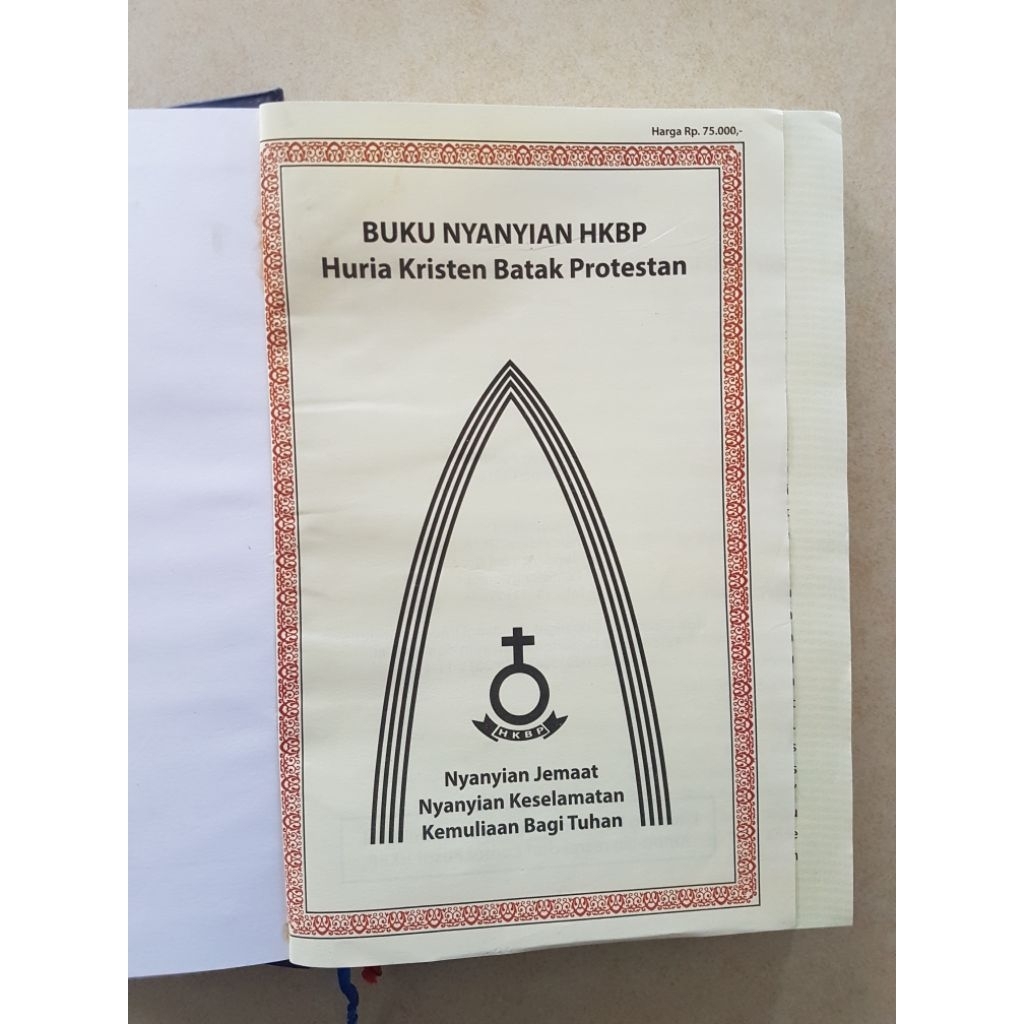 Harga Rp. 75.000,-
BUKU NYANYIAN HKBP
Huria Kristen Batak Protestan
HKBP
Nyanyian Jemaat
Nyanyian Keselamatan
Kemuliaan Bagi Tuhan